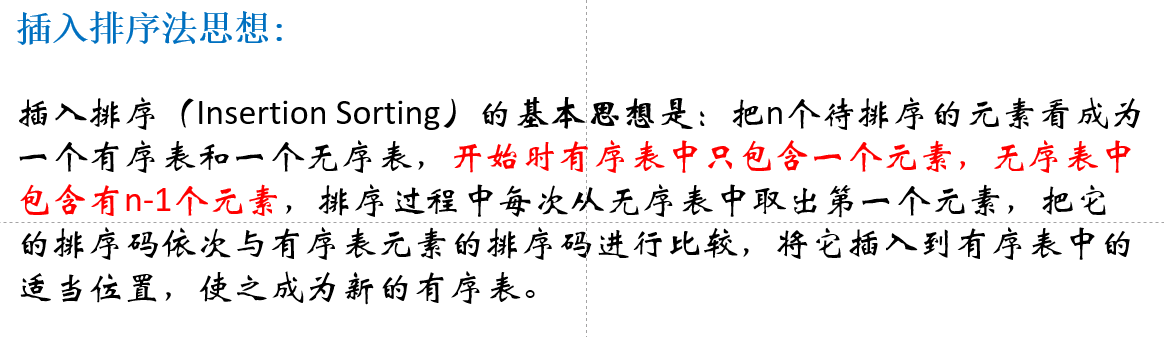 插入排序法思想:
插入排序（Insertion Sorting）的基本思想是：把n个待排序的元素看成为
一个有序表和一个无序表，开始时有序表中只包含一个元素，无序表中
包含有n-1个元素，排序过程中每次从无序表中取出第一个元素，把它
的排序码依次与有序表元素的排序码进行比较，将它插入到有序表中的
适当位置，使之成为新的有序表。